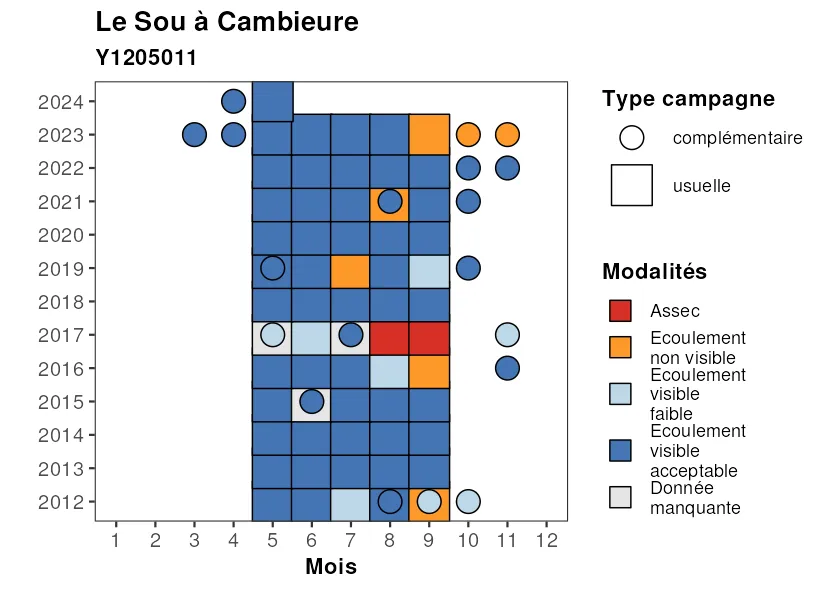 Le Sou à Cambieure
Y1205011
2024
2023
2022
2021
2020
2019
2018
2017
2016
2015
2014
2013
2012
1 2 3 4 5 6 7 8 9 10 11 12
Mois
Type campagne
complémentaire
usuelle
Modalités
Assec
Ecoulement
non visible
Ecoulement
visible
faible
Ecoulement
visible
acceptable
Donnée
manquante